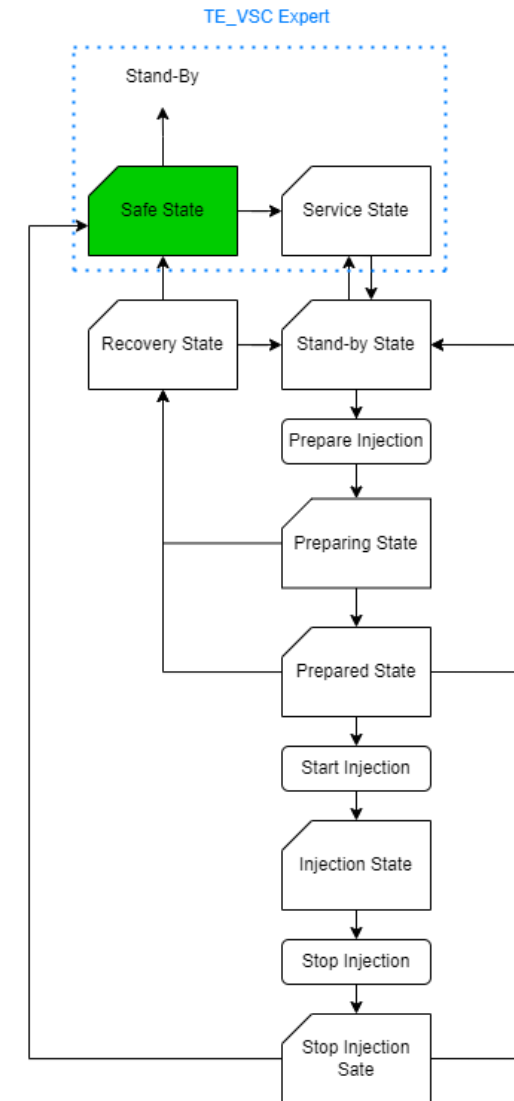 TE_VSC Expert
Stand-By
Safe State
Service State
Recovery State
Stand-by State
Prepare Injection
Preparing State
Prepared State
Start Injection
Injection State
Stop Injection
Stop Injection
Sate